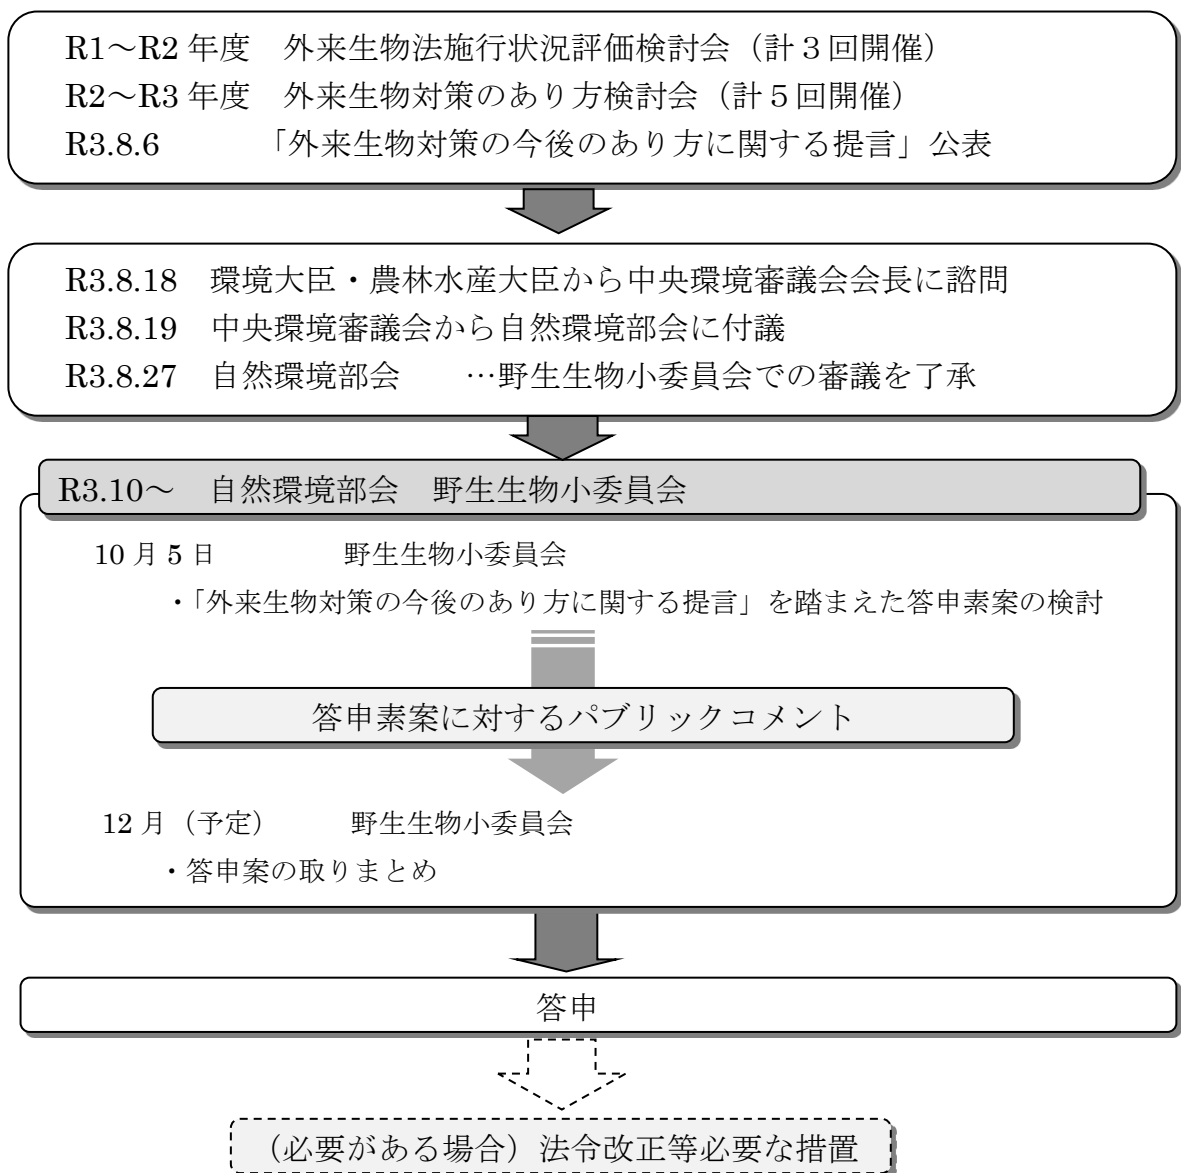 R1～R2 年度　外来生物法施行状況評価検討会（計３回開催）
R2～R3 年度　外来生物対策のあり方検討会（計５回開催）
R3.8.6　「外来生物対策の今後のあり方に関する提言」公表
R3.8.18　環境大臣・農林水産大臣から中央環境審議会会長に諮問
R3.8.19　中央環境審議会から自然環境部会に付議
R3.8.27　自然環境部会　…野生生物小委員会での審議を了承
R3.10～　自然環境部会　野生生物小委員会
10 月 5 日　野生生物小委員会
・「外来生物対策の今後のあり方に関する提言」を踏まえた答申素案の検討
答申素案に対するパブリックコメント
12 月（予定）　野生生物小委員会
・答申案の取りまとめ
答申
（必要がある場合）法令改正等必要な措置